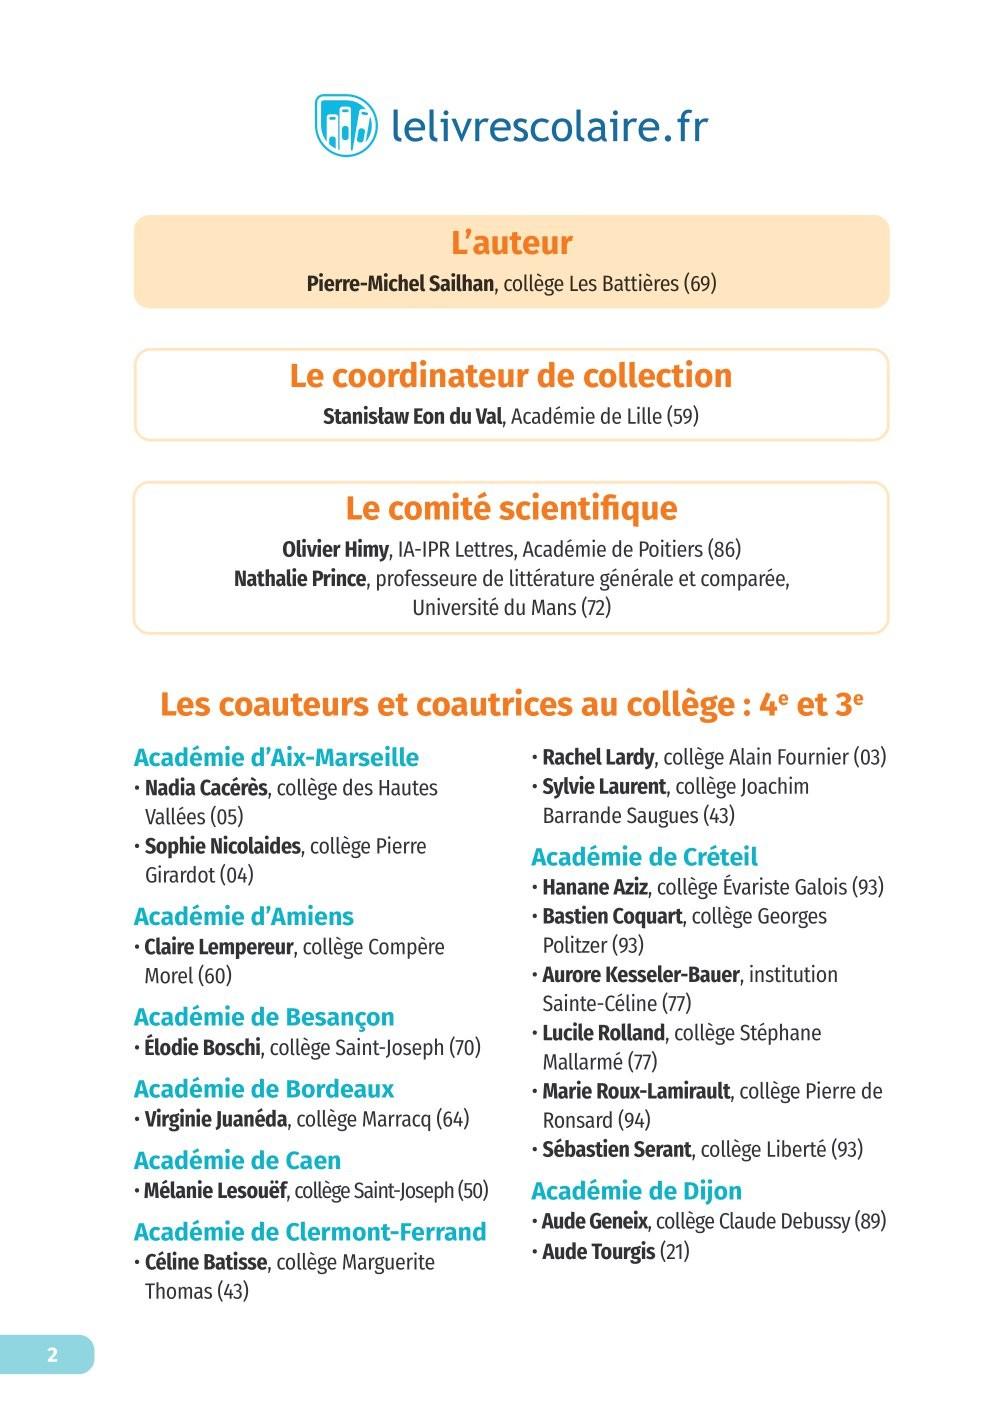 lelivrescolaire.fr
L’auteur
Pierre-Michel Sailhan, collège Les Battières (69)
Le coordinateur de collection
Stanisław Eon du Val, Académie de Lille (59)
Le comité scientifique
Olivier Himy, IA-IPR Lettres, Académie de Poitiers (86)
Nathalie Prince, professeure de littérature générale et comparée,
Université du Mans (72)
Les coauteurs et coautrices au collège : 4e et 3e
Académie d’Aix-Marseille
• Nadia Cacérès, collège des Hautes
Vallées (05)
• Sophie Nicolaides, collège Pierre
Girardot (04)
Académie d’Amiens
• Claire Lempereur, collège Compère
Morel (60)
Académie de Besançon
• Élodie Boschi, collège Saint-Joseph (70)
Académie de Bordeaux
• Virginie Juanéda, collège Marracq (64)
Académie de Caen
• Mélanie Lesouëf, collège Saint-Joseph (50)
Académie de Clermont-Ferrand
• Céline Batisse, collège Marguerite
Thomas (43)
• Rachel Lardy, collège Alain Fournier (03)
• Sylvie Laurent, collège Joachim
Barrande Saugues (43)
Académie de Créteil
• Hanane Aziz, collège Évariste Galois (93)
• Bastien Coquart, collège Georges
Politzer (93)
• Aurore Kesseler-Bauer, institution
Sainte-Céline (77)
• Lucile Rolland, collège Stéphane
Mallarmé (77)
• Marie Roux-Lamirault, collège Pierre de
Ronsard (94)
• Sébastien Serant, collège Liberté (93)
Académie de Dijon
• Aude Geneix, collège Claude Debussy (89)
• Aude Tourgis (21)
2